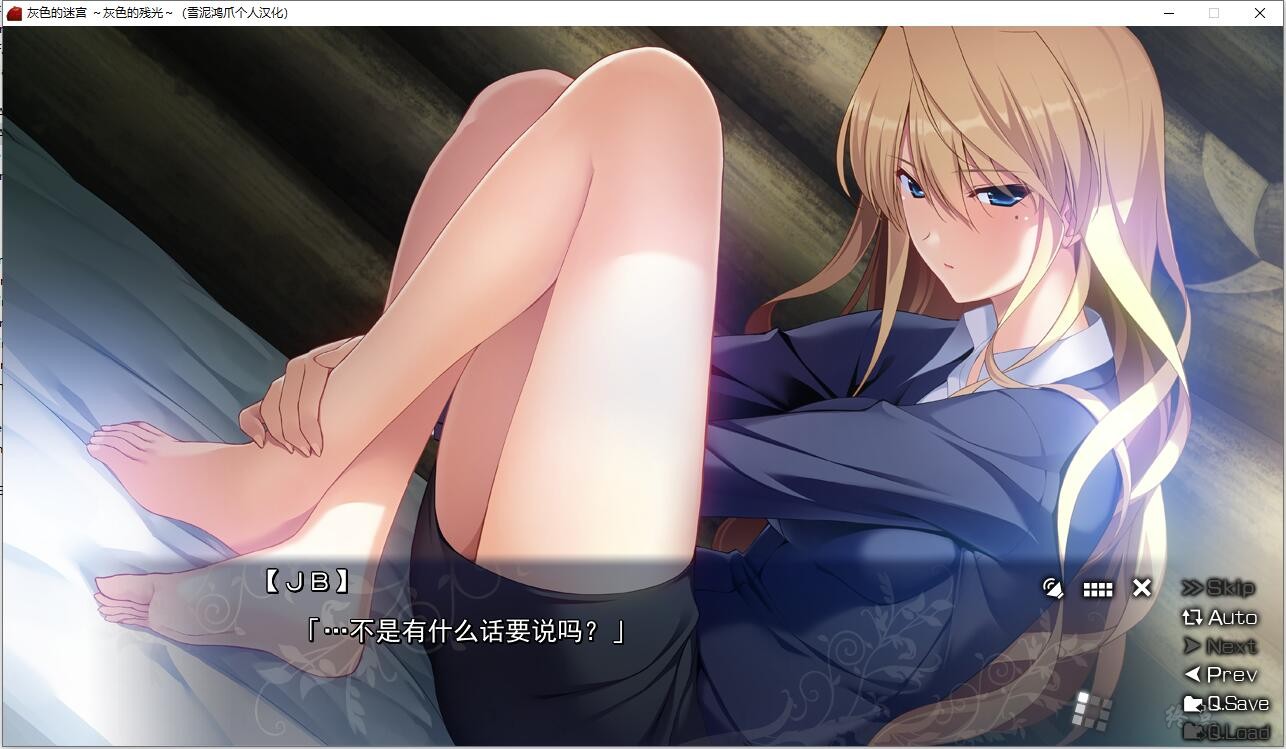 灰色的迷宫 ～灰色的残光～（雪泥鸿爪个人汉化）
【ＪＢ】
「…不是有什么话要说吗？」
Skip
Auto
Next
Prev
Q.Save
Q.Load